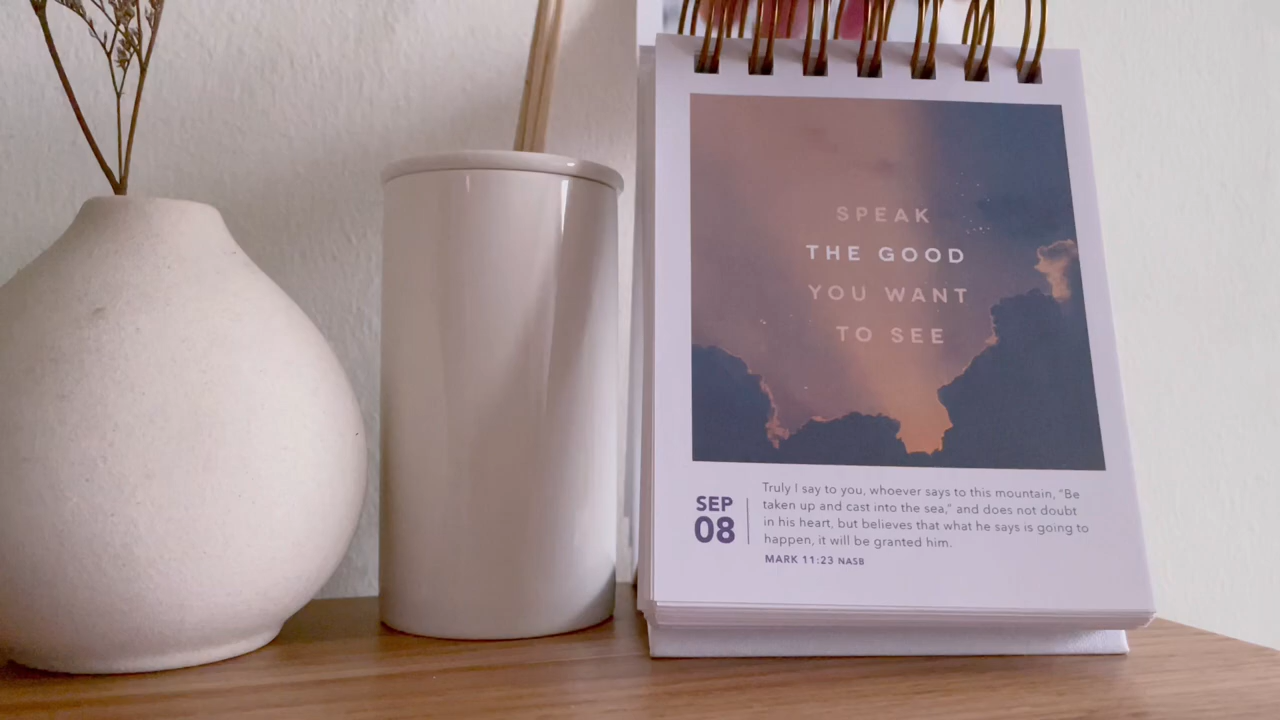 SPEAK
THE GOOD
YOU WANT
TO SEE
SEP
08
Truly I say to you, whoever says to this mountain, "Be
taken up and cast into the sea," and does not doubt
in his heart, but believes that what he says is going to
happen, it will be granted him.
MARK 11:23 NASB